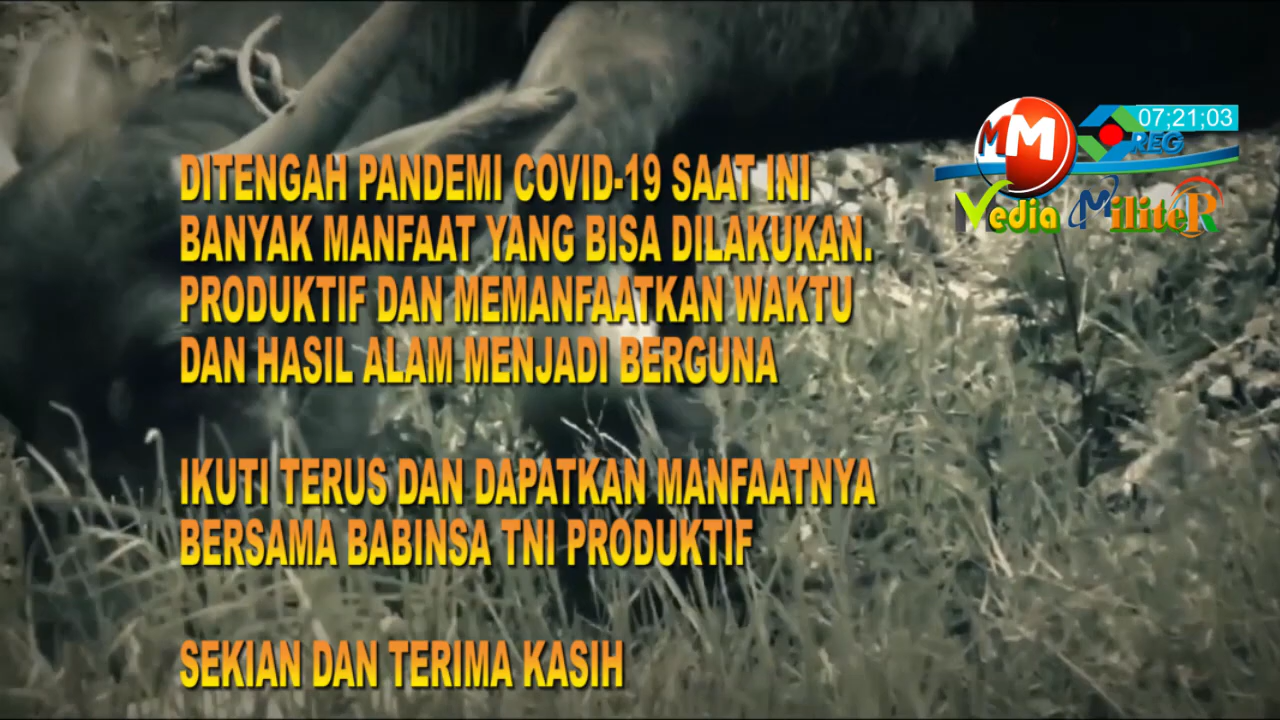 07;21;03
MM
REG
Media MiliteR
DITENGAH PANDEMI COVID-19 SAAT INI
BANYAK MANFAAT YANG BISA DILAKUKAN.
PRODUKTIF DAN MEMANFAATKAN WAKTU
DAN HASIL ALAM MENJADI BERGUNA
IKUTI TERUS DAN DAPATKAN MANFAATNYA
BERSAMA BABINSA TNI PRODUKTIF
SEKIAN DAN TERIMA KASIH